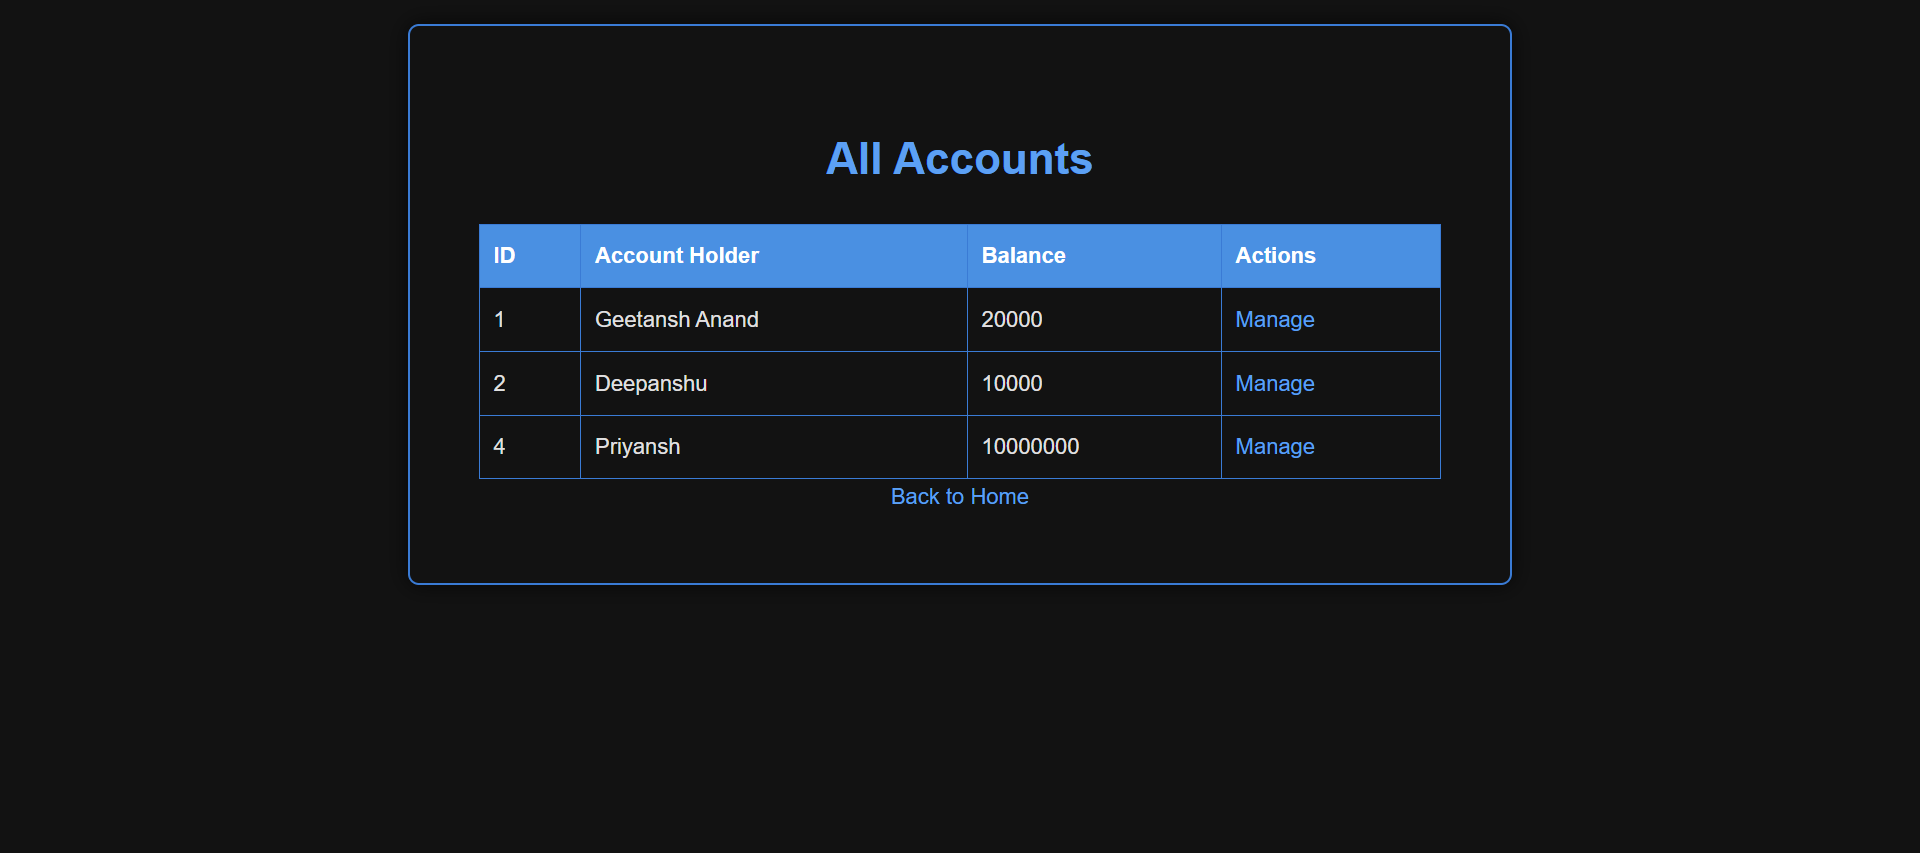 All Accounts
ID Account Holder Balance Actions
1 Geetansh Anand 20000 Manage
2 Deepanshu 10000 Manage
4 Priyansh 10000000 Manage
Back to Home